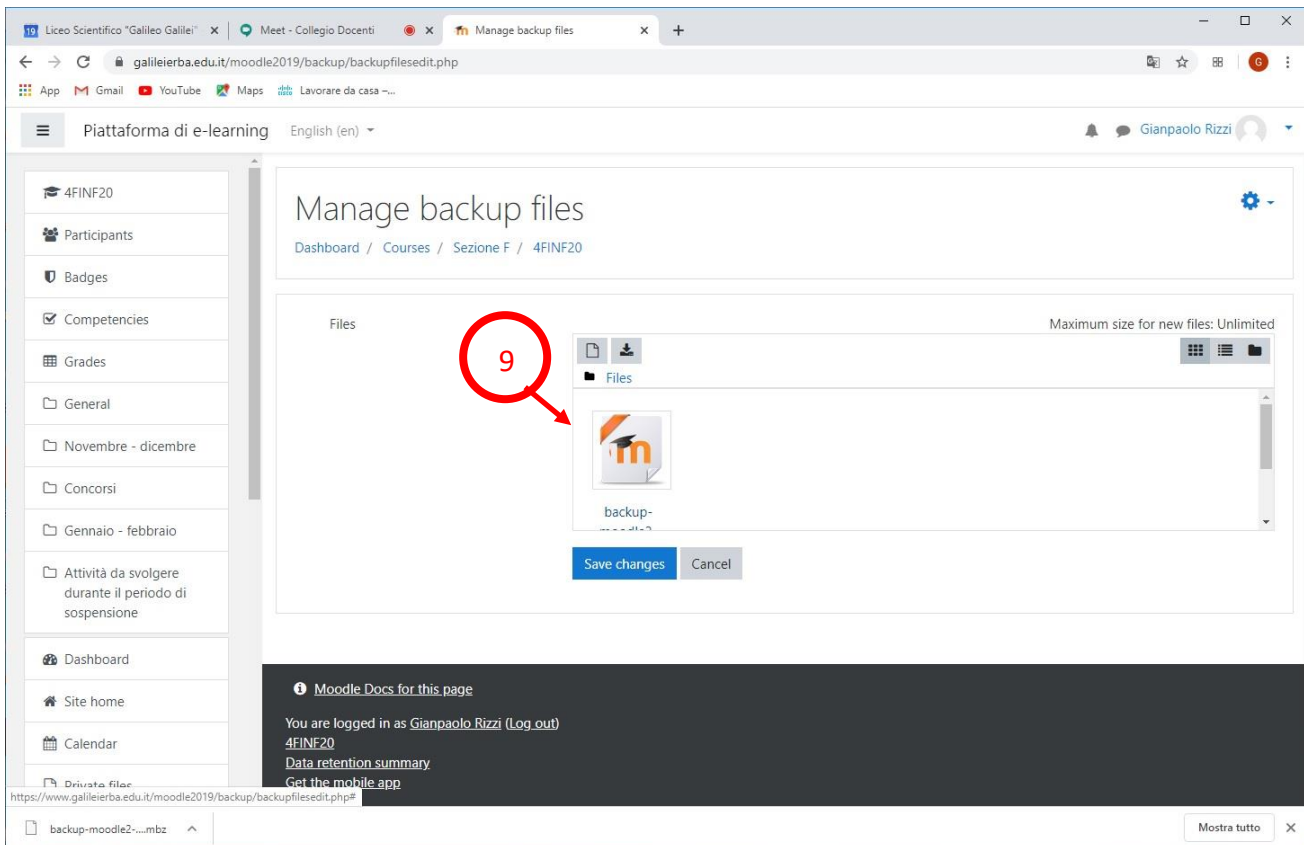 Liceo Scientifico "Galileo Galilei"
Meet - Collegio Docenti
Manage backup files
galileierba.edu.it/moodle2019/backup/backupfilesedit.php
G
App Gmail YouTube Maps Lavorare da casa –...
Piattaforma di e-learning English (en) Gianpaolo Rizzi
4FINF20
Participants
Badges
Competencies
Grades
General
Novembre - dicembre
Concorsi
Gennaio - febbraio
Attività da svolgere
durante il periodo di
sospensione
Dashboard
Site home
Calendar
Private files
Manage backup files
Dashboard / Courses / Sezione F / 4FINF20
Files
Maximum size for new files: Unlimited
9
Files
backup-
moodle2-
Save changes Cancel
Moodle Docs for this page
You are logged in as Gianpaolo Rizzi (Log out)
4FINF20
Data retention summary
Get the mobile app
https://www.galileierba.edu.it/moodle2019/backup/backupfilesedit.php#
backup-moodle2-....mbz
Mostra tutto